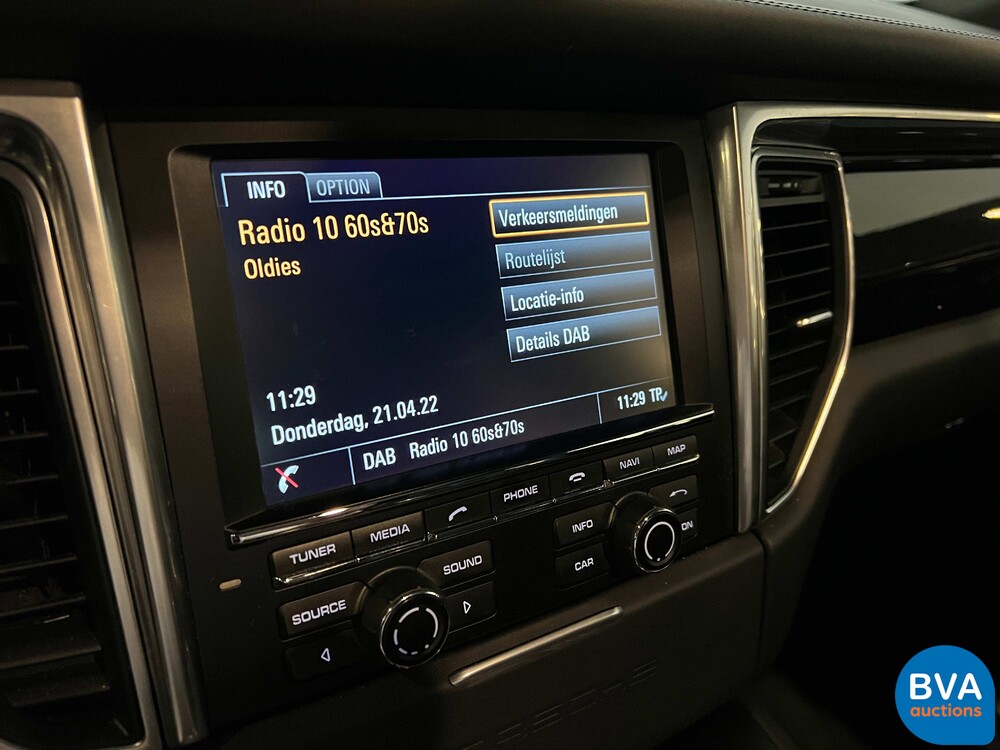 INFO OPTION
Radio 10 60s&70s
Oldies
Verkeersmeldingen
Routelijst
Locatie-info
Details DAB
11:29
Donderdag, 21.04.22
DAB Radio 10 60s&70s
11:29 TP
TUNER MEDIA PHONE NAVI MAP
SOURCE SOUND INFO
CAR
BVA
auctions